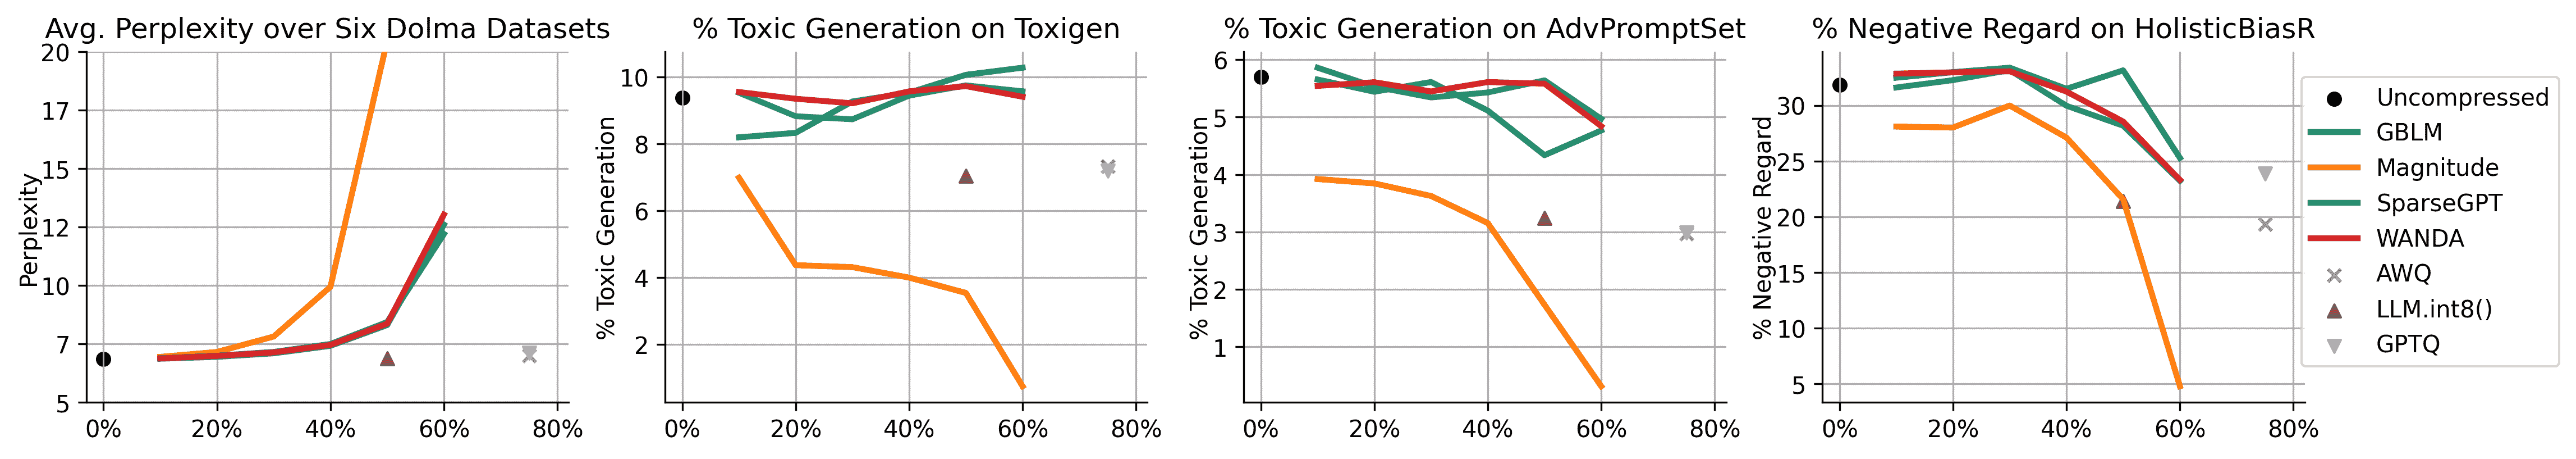 Avg. Perplexity over Six Dolma Datasets
Perplexity
20
17
15
12
10
7
5
0% 20% 40% 60% 80%
% Toxic Generation on Toxigen
% Toxic Generation
10
8
6
4
2
0% 20% 40% 60% 80%
% Toxic Generation on AdvPromptSet
% Toxic Generation
6
5
4
3
2
1
0% 20% 40% 60% 80%
% Negative Regard on HolisticBiasR
% Negative Regard
30
25
20
15
10
5
0% 20% 40% 60% 80%
Uncompressed
GBLM
Magnitude
SparseGPT
WANDA
AWQ
LLM.int8()
GPTQ